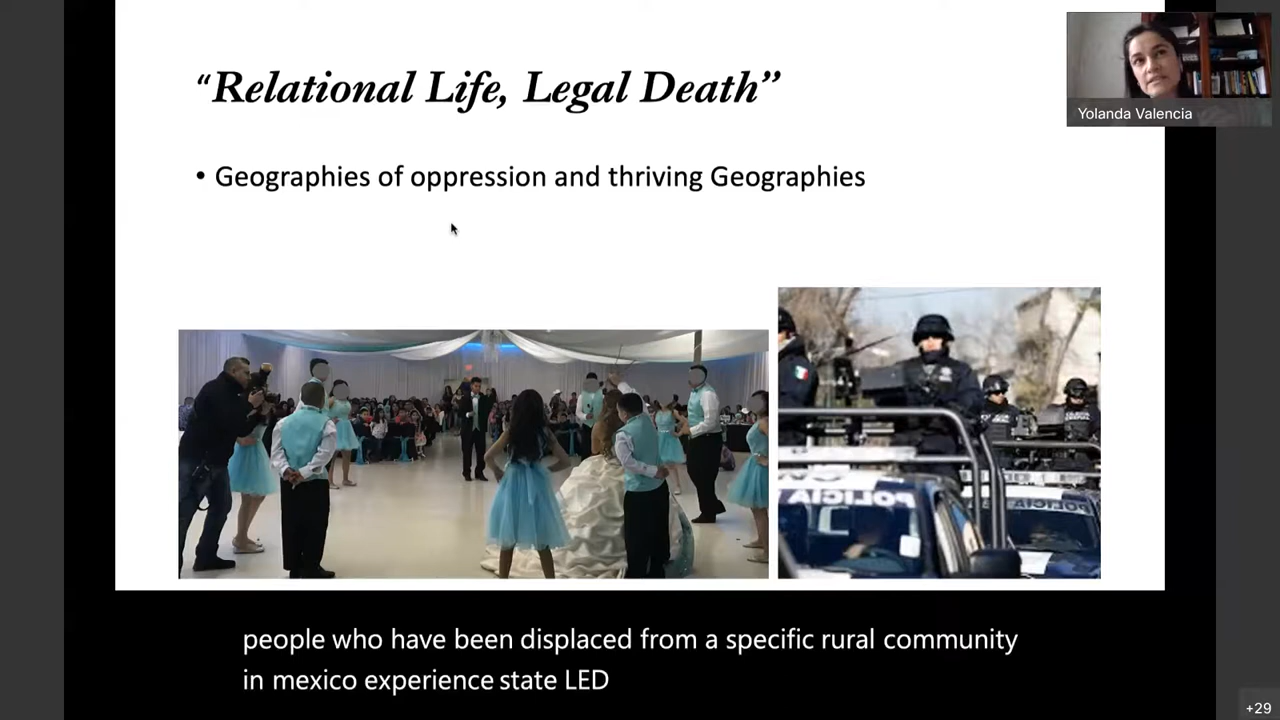 “Relational Life, Legal Death”
Yolanda Valencia
• Geographies of oppression and thriving Geographies
POLICIA
POLICIA
people who have been displaced from a specific rural community
in mexico experience state LED
+29